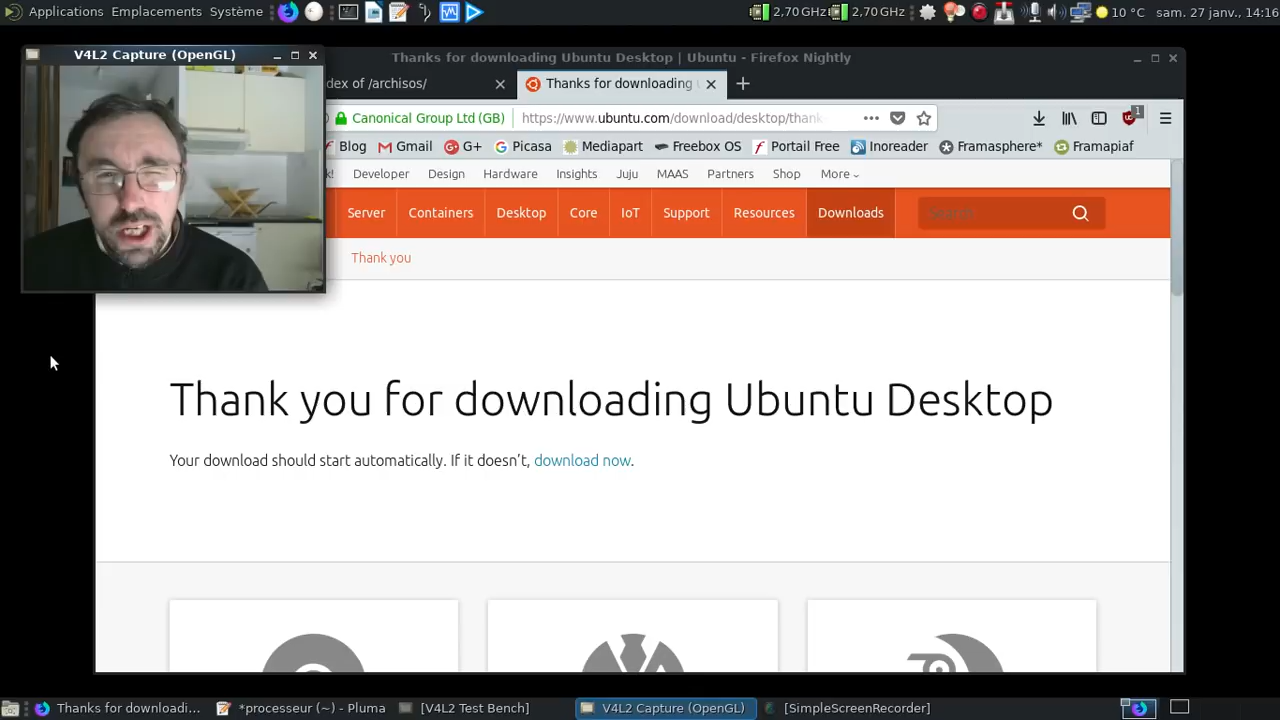 Applications Emplacements Système 2,70 GHz 2,70 GHz 10 °C sam. 27 janv., 14:16
V4L2 Capture (OpenGL)
Thanks for downloading Ubuntu Desktop | Ubuntu - Firefox Nightly
dex of /archisos/ Thanks for downloading
Canonical Group Ltd (GB) https://www.ubuntu.com/download/desktop/thank 1
Blog Gmail G+ Picasa Mediapart Freebox OS Portail Free Inoreader Framasphere* Framapiaf
Developer Design Hardware Insights Juju MAAS Partners Shop More
Server Containers Desktop Core IoT Support Resources Downloads Search
Thank you
Thank you for downloading Ubuntu Desktop
Your download should start automatically. If it doesn't, download now.
Thanks for downloadi... *processeur (~) - Pluma [V4L2 Test Bench] V4L2 Capture (OpenGL) [SimpleScreenRecorder]